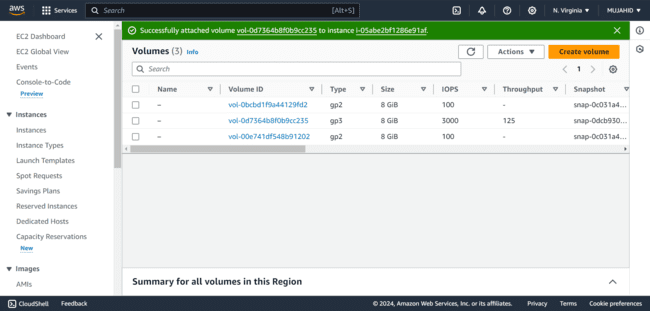 aws Services Search [Alt+S] N. Virginia MUJAHID
EC2 Dashboard
EC2 Global View
Events
Console-to-Code
Preview
Instances
Instances
Instance Types
Launch Templates
Spot Requests
Savings Plans
Reserved Instances
Dedicated Hosts
Capacity Reservations
New
Images
AMIs
Successfully attached volume vol-0d7364b8f0b9cc235 to instance i-05abe2bf1286e91af.
Volumes (3) Info Actions Create volume
Search 1
Name Volume ID Type Size IOPS Throughput Snapshot
– vol-0bcbd1f9a44129fd2 gp2 8 GiB 100 - snap-0c031a4...
– vol-0d7364b8f0b9cc235 gp3 8 GiB 3000 125 snap-0dcb930...
– vol-00e741df548b91202 gp2 8 GiB 100 - snap-0c031a4...
Summary for all volumes in this Region
CloudShell Feedback © 2024, Amazon Web Services, Inc. or its affiliates. Privacy Terms Cookie preferences